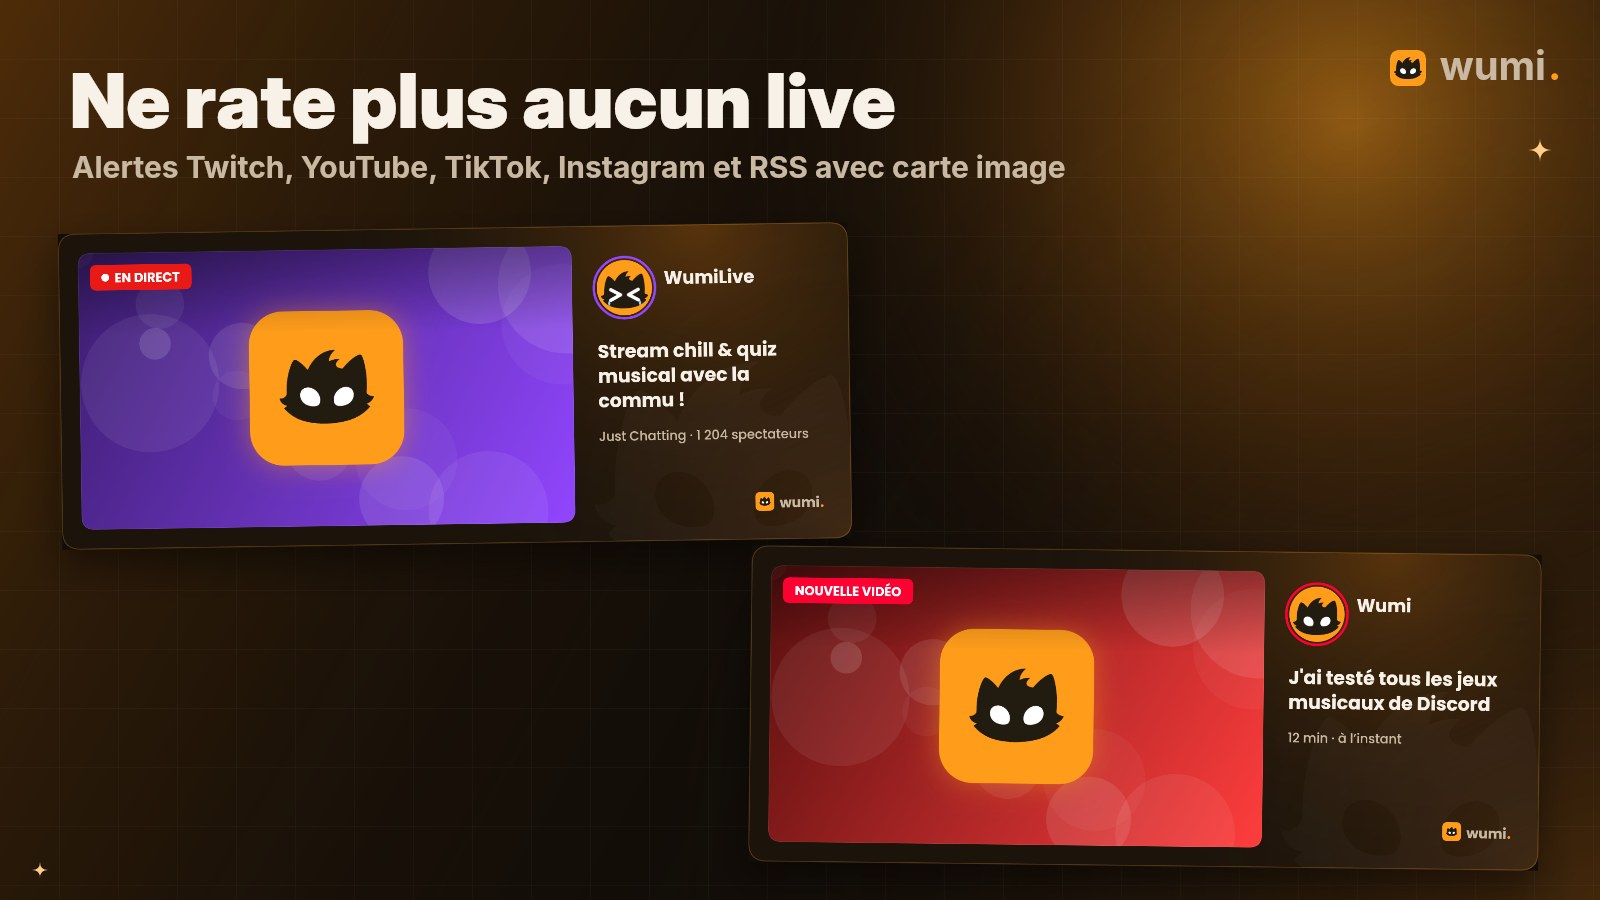 Ne rate plus aucun live
wumi.
Alertes Twitch, YouTube, TikTok, Instagram et RSS avec carte image
EN DIRECT
WumiLive
Stream chill & quiz
musical avec la
commu !
Just Chatting · 1 204 spectateurs
wumi.
NOUVELLE VIDÉO
Wumi
J'ai testé tous les jeux
musicaux de Discord
12 min · à l'instant
wumi.